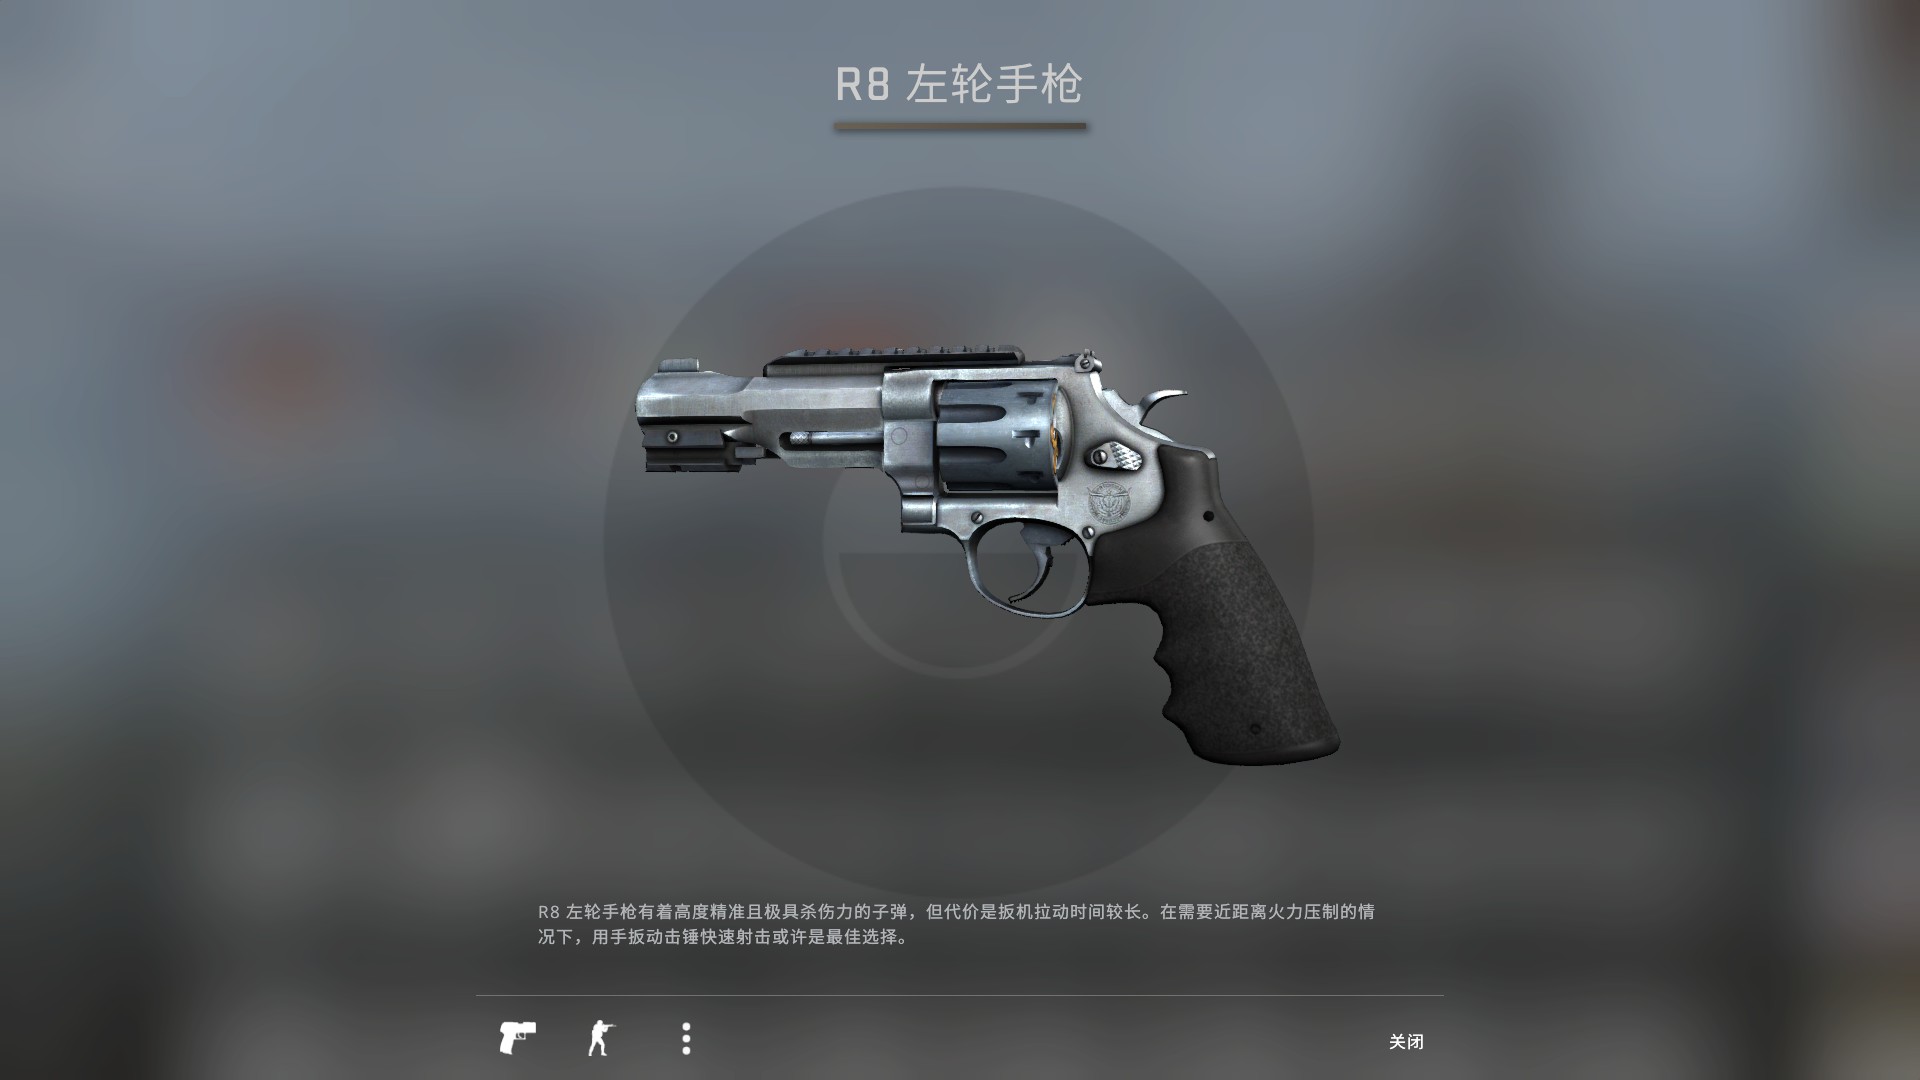 R8 左轮手枪
R8 左轮手枪有着高度精准且极具杀伤力的子弹，但代价是扳机拉动时间较长。在需要近距离火力压制的情
况下，用手扳动击锤快速射击或许是最佳选择。
关闭